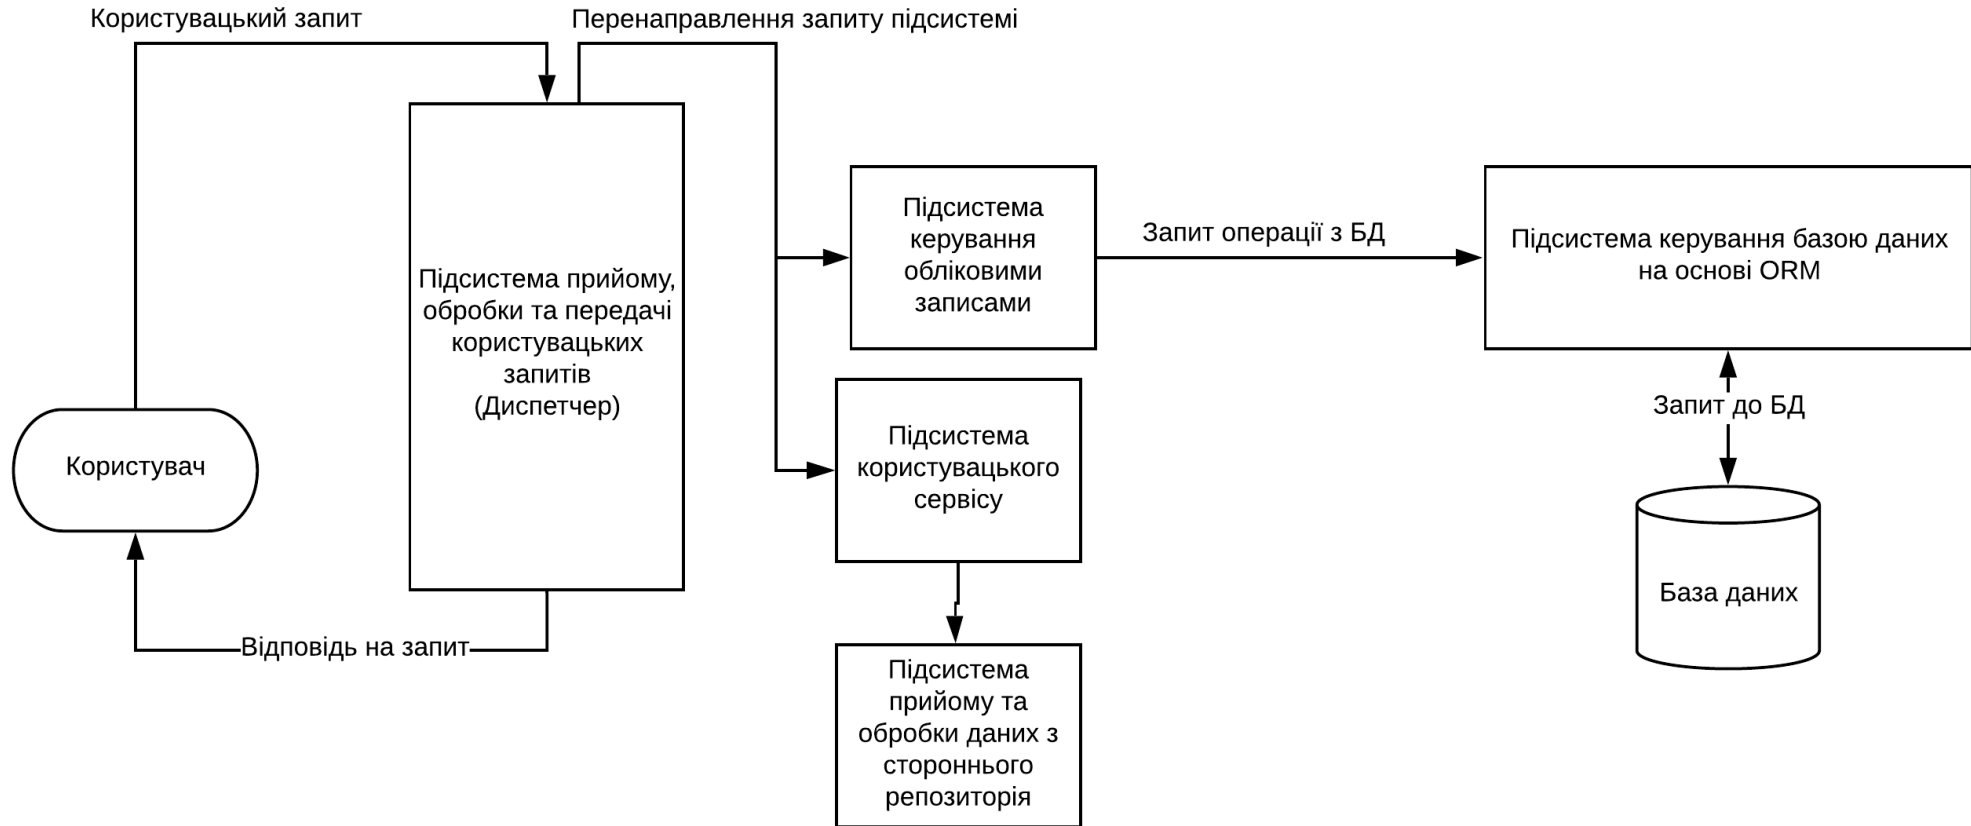 Користувацький запит
Перенаправлення запиту підсистемі
Підсистема прийому,
обробки та передачі
користувацьких
запитів
(Диспетчер)
Підсистема
керування
обліковими
записами
Запит операції з БД
Підсистема керування базою даних
на основі ORM
Запит до БД
Користувач
Підсистема
користувацького
сервісу
База даних
Відповідь на запит
Підсистема
прийому та
обробки даних з
стороннього
репозиторія